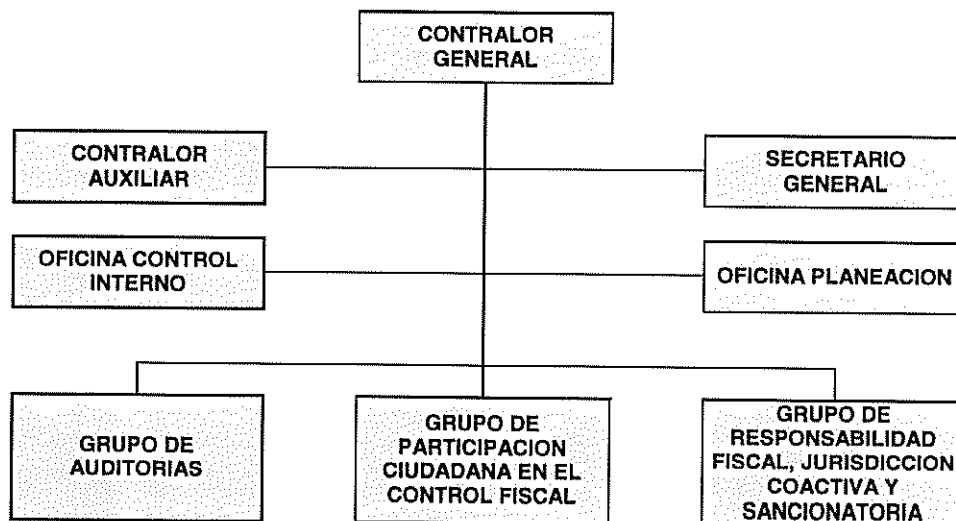 CONTRALOR
GENERAL
CONTRALOR
AUXILIAR
SECRETARIO
GENERAL
OFICINA CONTROL
INTERNO
OFICINA PLANEACION
GRUPO DE
AUDITORIAS
GRUPO DE
PARTICIPACION
CIUDADANA EN EL
CONTROL FISCAL
GRUPO DE
RESPONSABILIDAD
FISCAL, JURISDICCION
COACTIVA Y
SANCIONATORIA